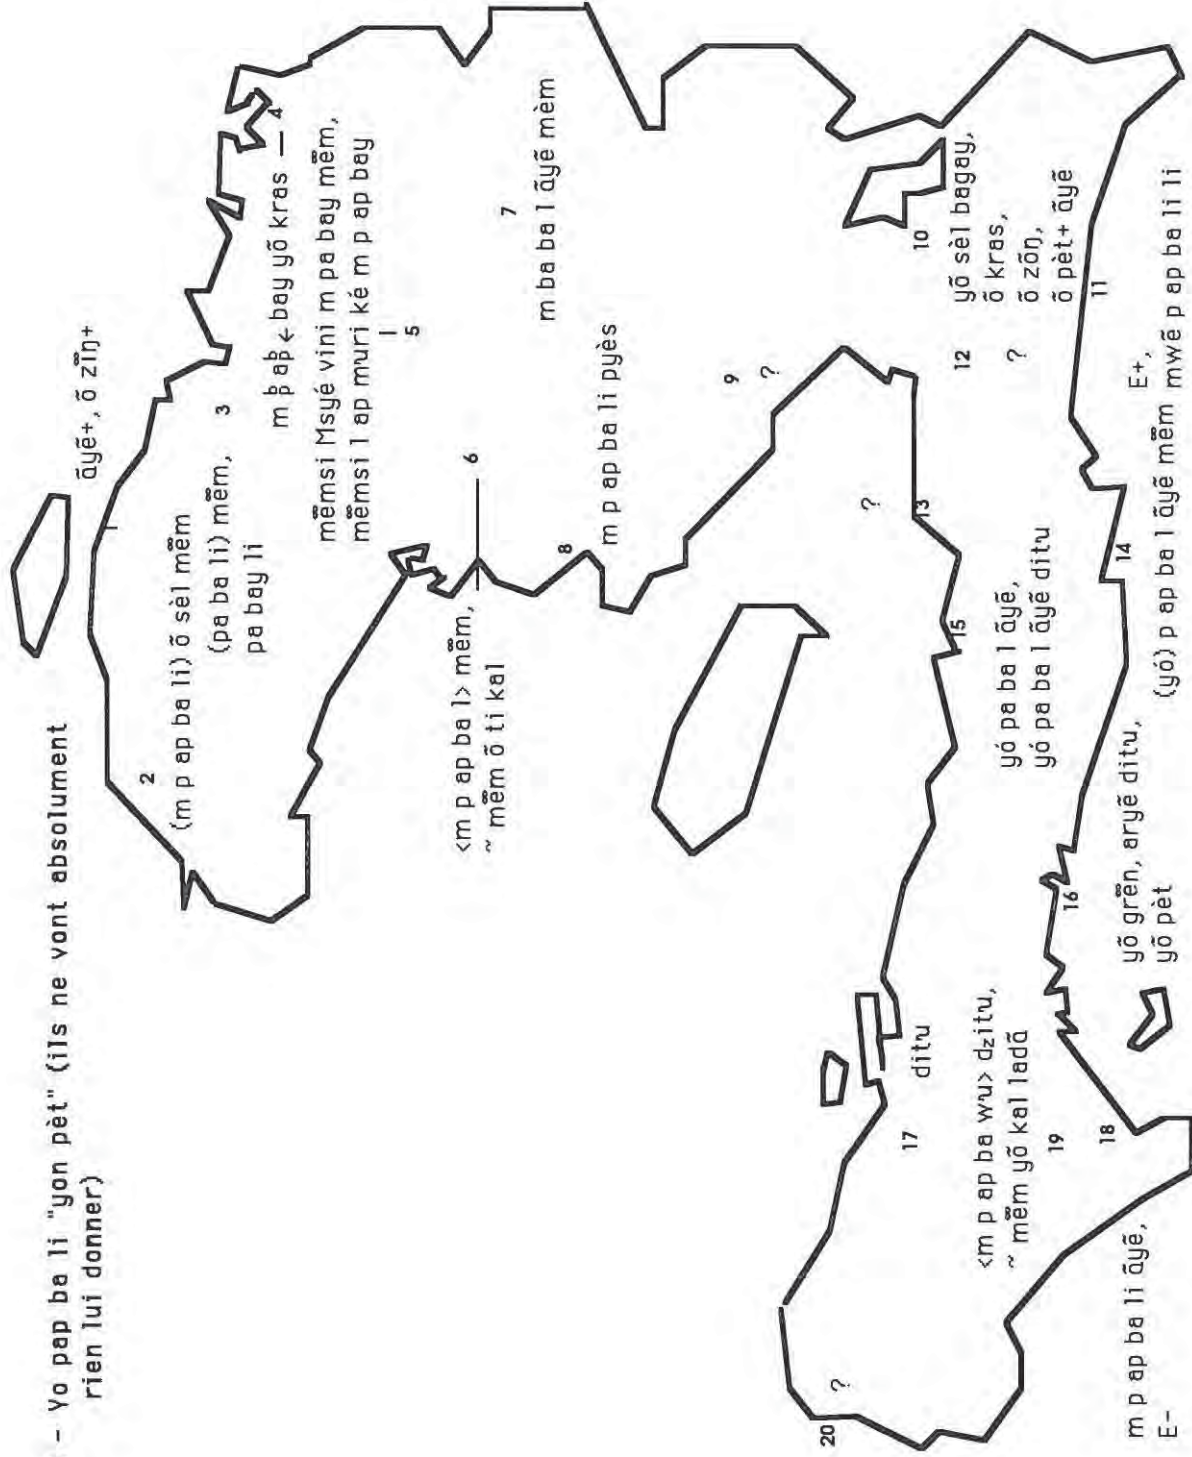 - Yo pap ba li "yon pèt" (ils ne vont absolument
rien lui donner)
1
ãyẽ+, õ zĩŋ+
2
(m p ap ba li) õ sèl mẽm
(pa ba li) mẽm,
pa bay li
3
m p ap ← bay yõ kras — 4
mẽmsi Msyé vini m pa bay mẽm,
mẽmsi l ap muri ké m p ap bay
5
6
<m p ap ba l> mẽm,
~ mẽm õ ti kal
7
m ba ba l ãyẽ mèm
8
m p ap ba li pyès
9
?
10
yõ sèl bagay,
õ kras,
õ zõŋ,
õ pèt+ ãyẽ
11
E+,
mwẽ p ap ba li li
12
?
13
?
14
(yó) p ap ba l ãyẽ mẽm
15
yó pa ba l ãyẽ,
yó pa ba l ãyẽ ditu
16
yõ grẽn, aryẽ ditu,
yõ pèt
17
ditu
18
m p ap ba li ãyẽ,
E-
19
<m p ap ba wu> dzitu,
~ mẽm yõ kal ladã
20
?